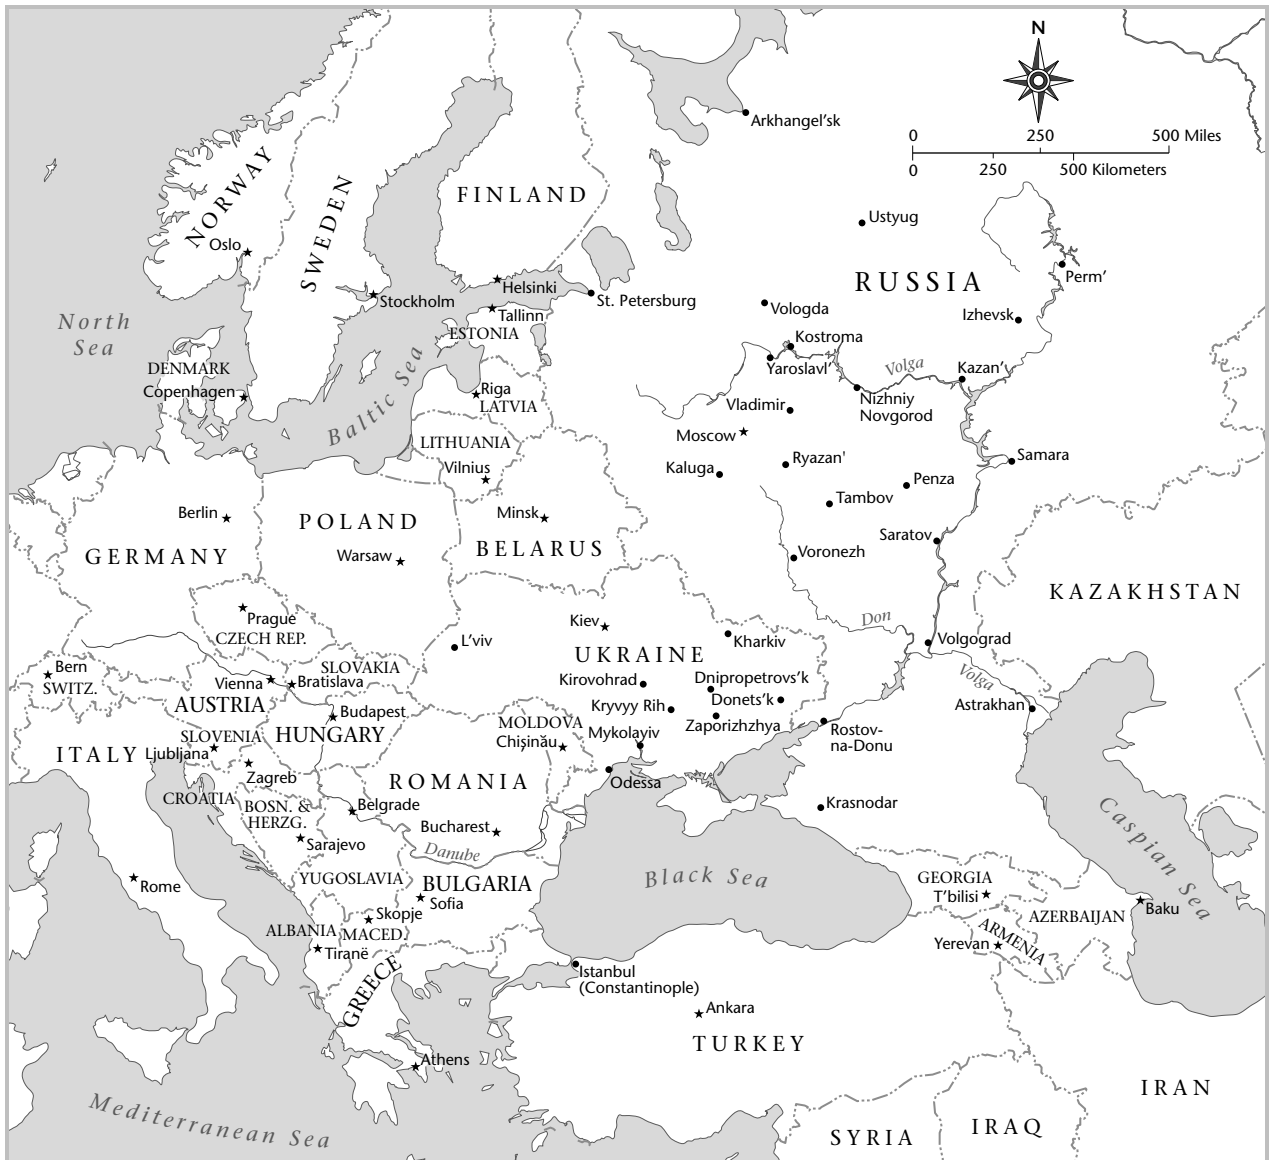 N
0 250 500 Miles
0 250 500 Kilometers
Arkhangel'sk
NORWAY
SWEDEN
FINLAND
Ustyug
Oslo
RUSSIA
Perm'
Helsinki
Stockholm
St. Petersburg
Vologda
Izhevsk
Tallinn
ESTONIA
North
Sea
Kostroma
Yaroslavl'
Volga
Kazan'
DENMARK
Copenhagen
Baltic Sea
Riga
LATVIA
Nizhniy
Novgorod
Vladimir
Moscow
LITHUANIA
Vilnius
Kaluga
Ryazan'
Samara
Penza
Tambov
Berlin
POLAND
Minsk
Saratov
GERMANY
Warsaw
BELARUS
Voronezh
KAZAKHSTAN
Prague
CZECH REP.
Kiev
Don
L'viv
Kharkiv
Volgograd
UKRAINE
Bern
SWITZ.
SLOVAKIA
Vienna
Bratislava
Kirovohrad
Dnipropetrovs'k
Volga
AUSTRIA
Budapest
Kryvyy Rih
Donets'k
Astrakhan
MOLDOVA
Chişinău
Zaporizhzhya
SLOVENIA
HUNGARY
Mykolayiv
Rostov-
na-Donu
ITALY
Ljubljana
Zagreb
ROMANIA
Odessa
CROATIA
BOSN. &
HERZG.
Belgrade
Krasnodar
Caspian Sea
Bucharest
Sarajevo
Danube
YUGOSLAVIA
BULGARIA
Black Sea
GEORGIA
T'bilisi
Rome
Sofia
Skopje
AZERBAIJAN
Baku
ALBANIA
MACED.
Tiranë
ARMENIA
Yerevan
GREECE
Istanbul
(Constantinople)
Ankara
TURKEY
Athens
IRAN
Mediterranean Sea
SYRIA
IRAQ